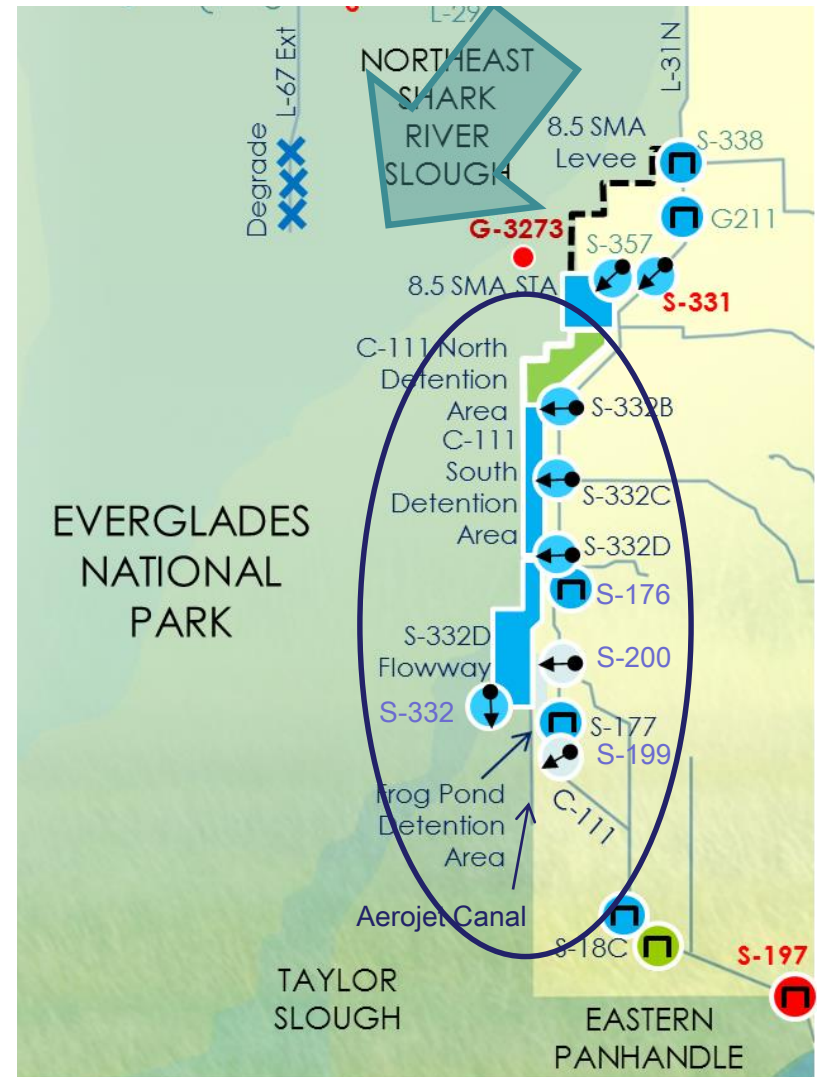 L-29
L-67 Ext
Degrade
NORTHEAST
SHARK
RIVER
SLOUGH
L-31N
8.5 SMA
Levee
S-338
G211
G-3273
S-357
8.5 SMA STA
S-331
C-111 North
Detention
Area
S-332B
C-111
South
Detention
Area
S-332C
S-332D
EVERGLADES
NATIONAL
PARK
S-176
S-332D
Flowway
S-200
S-332
S-177
S-199
Frog Pond
Detention
Area
C-111
Aerojet Canal
S-18C
S-197
TAYLOR
SLOUGH
EASTERN
PANHANDLE